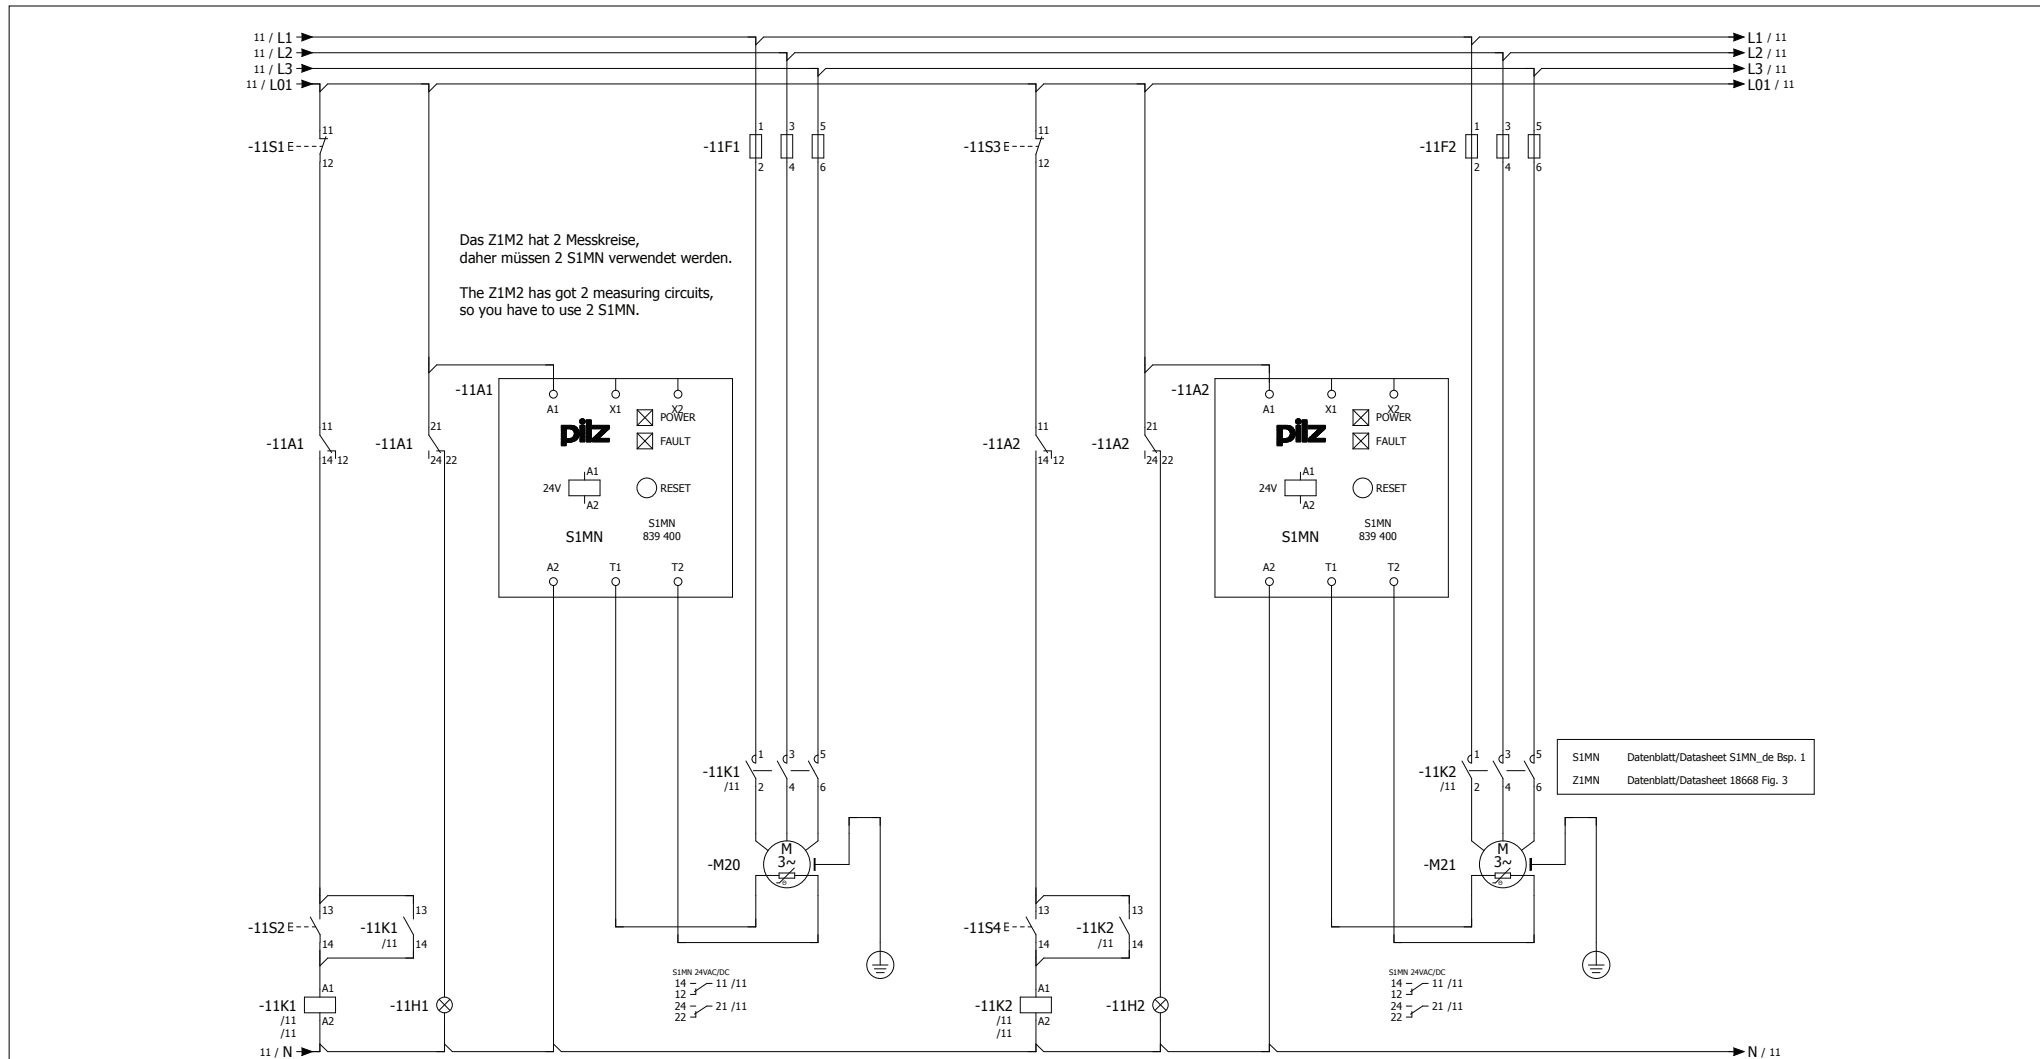 11 / L1
L1 / 11
11 / L2
L2 / 11
11 / L3
L3 / 11
11 / L01
L01 / 11
-11S1
11
12
-11F1
1
3
5
2
4
6
-11S3
11
12
-11F2
1
3
5
2
4
6
Das Z1M2 hat 2 Messkreise,
daher müssen 2 S1MN verwendet werden.
The Z1M2 has got 2 measuring circuits,
so you have to use 2 S1MN.
-11A1
11
14 12
-11A1
21
24 22
-11A1
A1
X1
X2
pilz
POWER
FAULT
24V
A1
A2
RESET
S1MN
S1MN
839 400
A2
T1
T2
-11A2
11
14 12
-11A2
21
24 22
-11A2
A1
X1
X2
pilz
POWER
FAULT
24V
A1
A2
RESET
S1MN
S1MN
839 400
A2
T1
T2
-11K1
/11
1
3
5
2
4
6
-11K2
/11
1
3
5
2
4
6
S1MN Datenblatt/Datasheet S1MN_de Bsp. 1
Z1MN Datenblatt/Datasheet 18668 Fig. 3
-M20
M
3~
-M21
M
3~
-11S2
13
14
-11K1
/11
13
14
-11S4
13
14
-11K2
/11
13
14
-11K1
/11
/11
A1
A2
-11H1
S1MN 24VAC/DC
14 11 /11
12
24 21 /11
22
-11K2
/11
/11
A1
A2
-11H2
S1MN 24VAC/DC
14 11 /11
12
24 21 /11
22
11 / N
N / 11